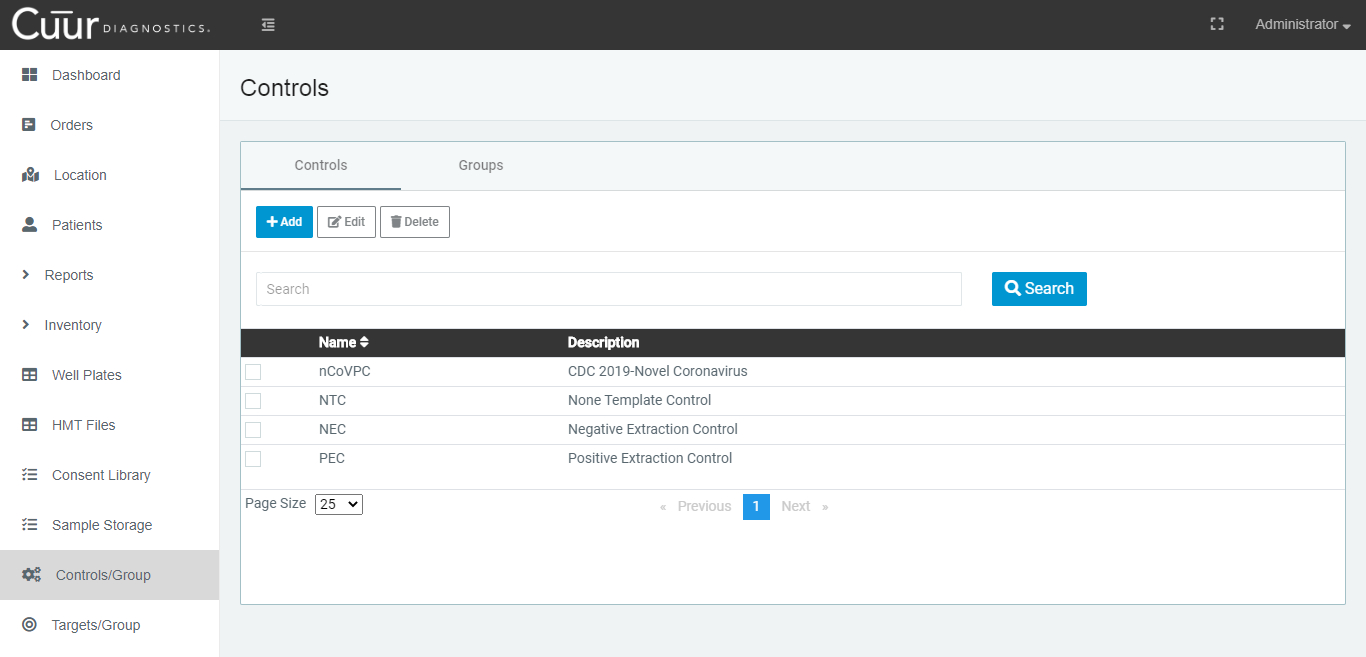 Cūur DIAGNOSTICS.
Administrator
Dashboard
Orders
Location
Patients
Reports
Inventory
Well Plates
HMT Files
Consent Library
Sample Storage
Controls/Group
Targets/Group
Controls
Controls Groups
Add Edit Delete
Search Search
Name Description
nCoVPC CDC 2019-Novel Coronavirus
NTC None Template Control
NEC Negative Extraction Control
PEC Positive Extraction Control
Page Size 25 « Previous 1 Next »